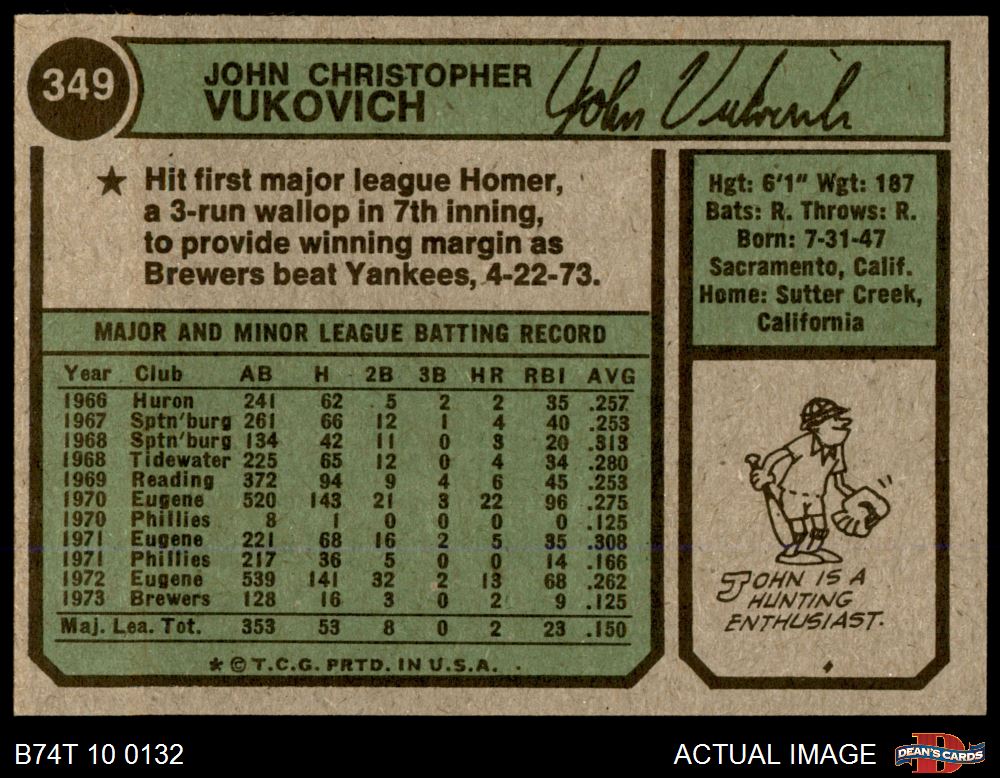 349
JOHN CHRISTOPHER
VUKOVICH
John Vukovich
★ Hit first major league Homer,
a 3-run wallop in 7th inning,
to provide winning margin as
Brewers beat Yankees, 4-22-73.
Hgt: 6'1" Wgt: 187
Bats: R. Throws: R.
Born: 7-31-47
Sacramento, Calif.
Home: Sutter Creek,
California
MAJOR AND MINOR LEAGUE BATTING RECORD
Year Club AB H 2B 3B HR RBI AVG
1966 Huron 241 62 5 2 2 35 .257
1967 Sptn'burg 261 66 12 1 4 40 .253
1968 Sptn'burg 134 42 11 0 3 20 .313
1968 Tidewater 225 65 12 0 4 34 .280
1969 Reading 372 94 9 4 6 45 .253
1970 Eugene 520 143 21 3 22 96 .275
1970 Phillies 8 1 0 0 0 0 .125
1971 Eugene 221 68 16 2 5 35 .308
1971 Phillies 217 36 5 0 0 14 .166
1972 Eugene 539 141 32 2 13 68 .262
1973 Brewers 128 16 3 0 2 9 .125
Maj. Lea. Tot. 353 53 8 0 2 23 .150
★ © T.C.G. PRTD. IN U.S.A.
JOHN IS A
HUNTING
ENTHUSIAST.
B74T 10 0132
ACTUAL IMAGE
DEAN'S CARDS